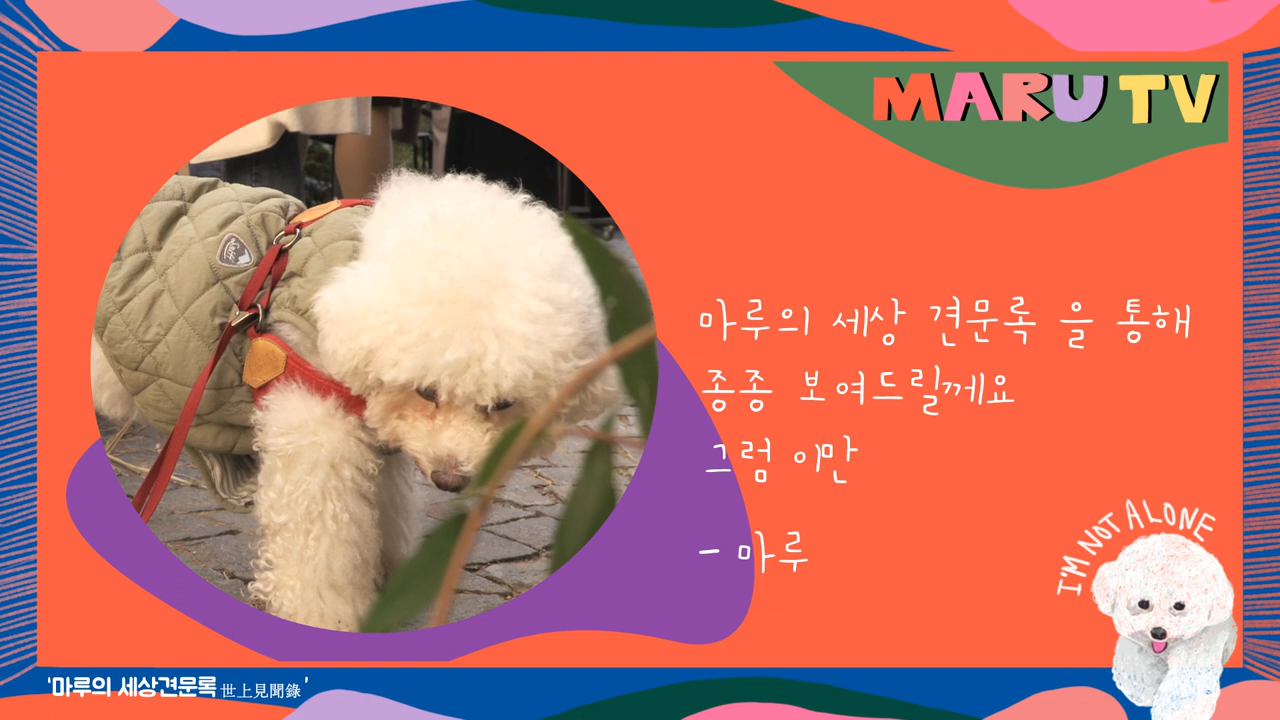 MARU TV
마루의 세상 견문록 을 통해
종종 보여드릴께요
그럼 이만
- 마루
I'M NOT ALONE
'마루의 세상견문록 世上見聞錄'